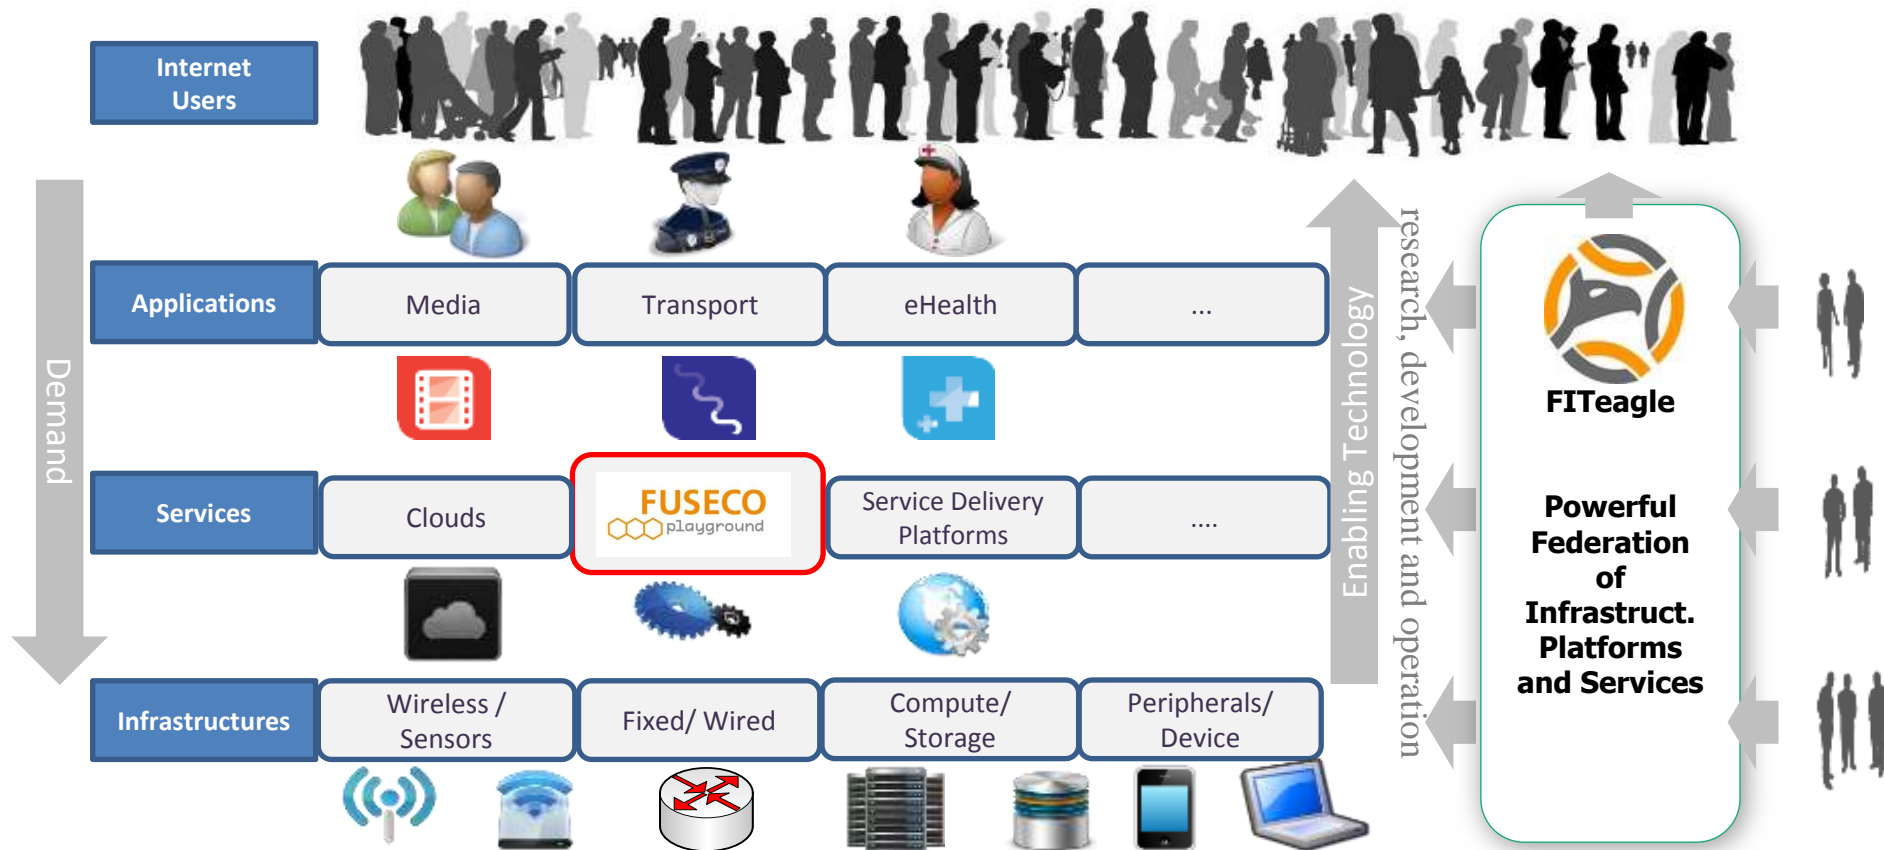 Internet
Users
Demand
Applications
Media
Transport
eHealth
...
Services
Clouds
FUSECO
playground
Service Delivery
Platforms
....
Infrastructures
Wireless /
Sensors
Fixed/ Wired
Compute/
Storage
Peripherals/
Device
Enabling Technology
research, development and operation
FITeagle
Powerful
Federation
of
Infrastruct.
Platforms
and Services